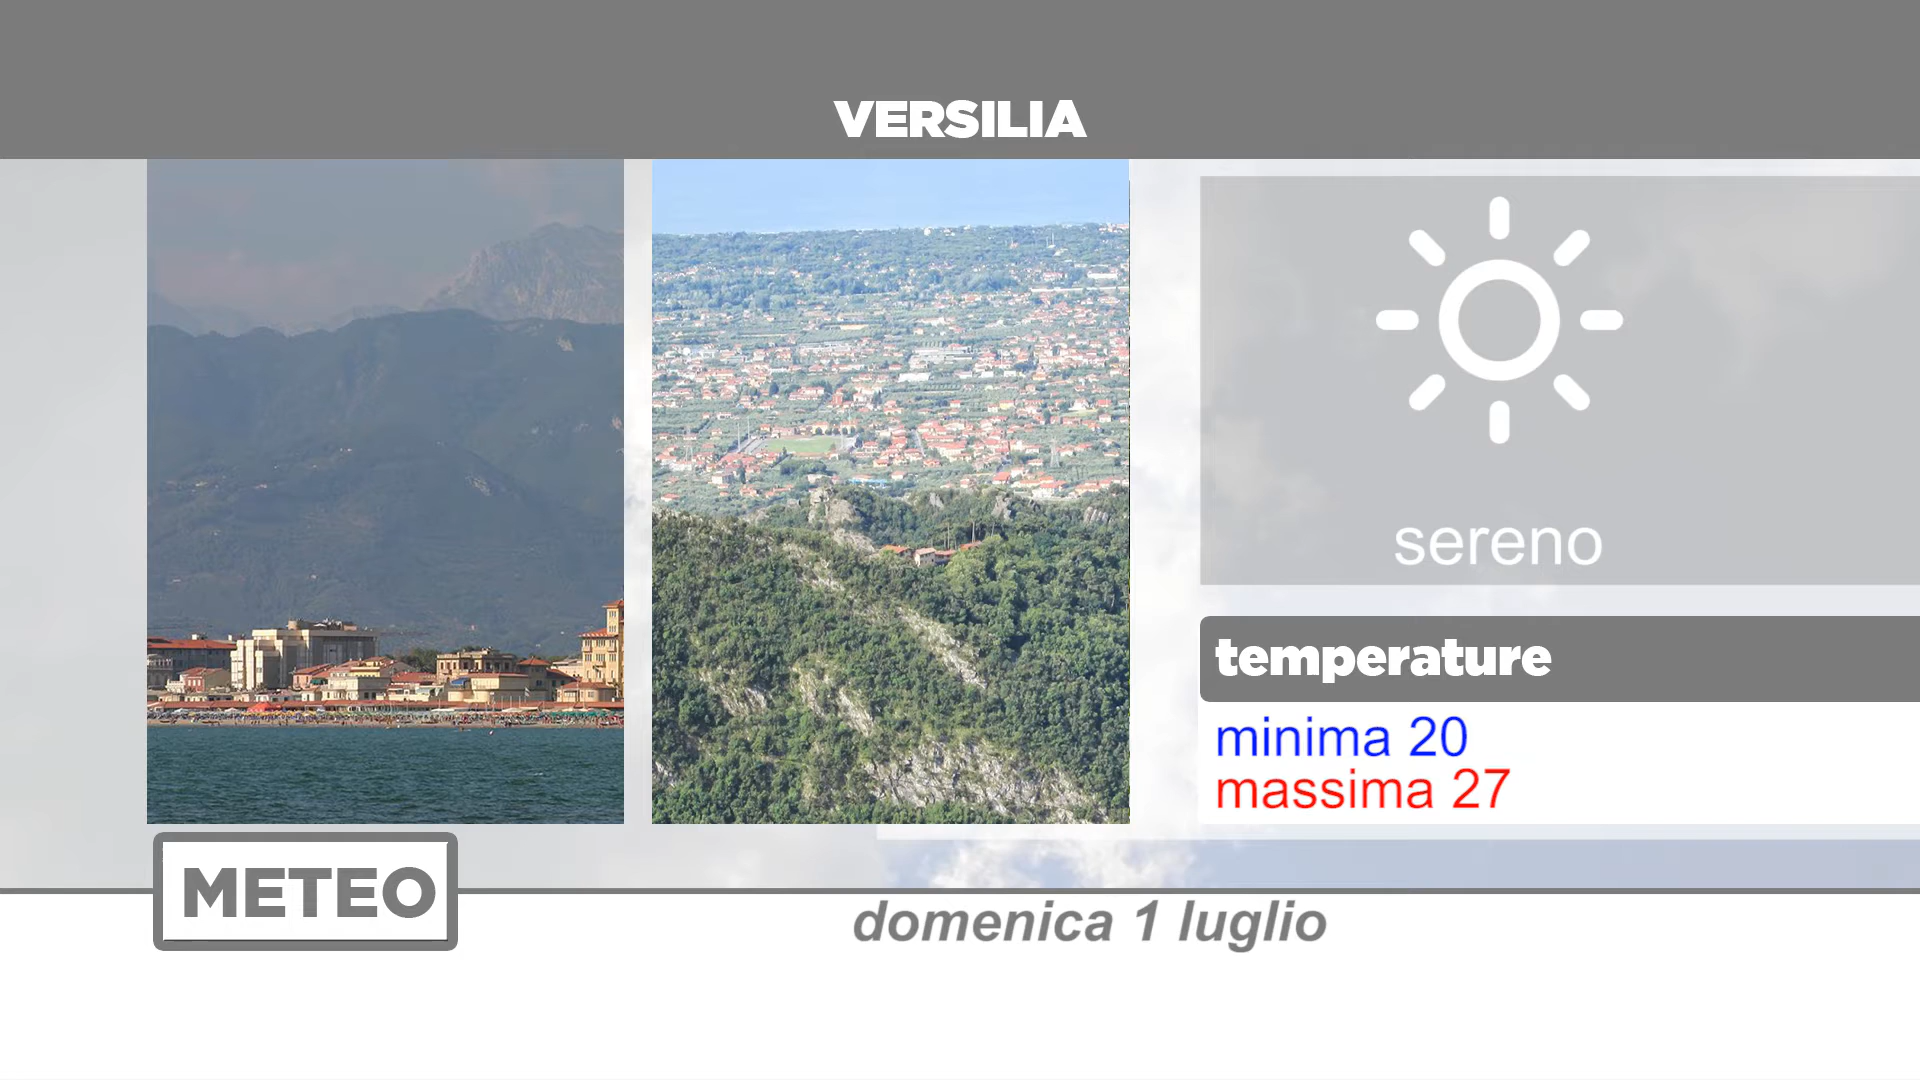 VERSILIA
sereno
temperature
minima 20
massima 27
METEO
domenica 1 luglio